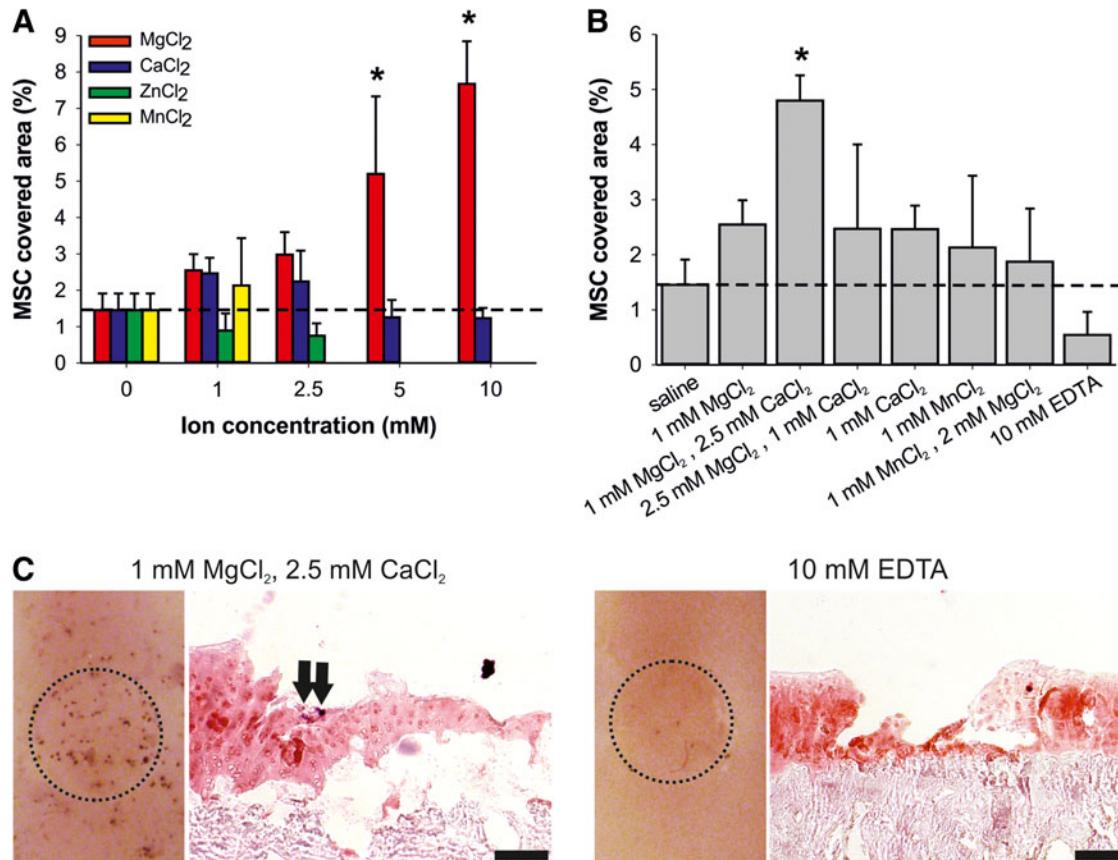 A
MSC covered area (%)
9
8
7
6
5
4
3
2
1
0
MgCl₂
CaCl₂
ZnCl₂
MnCl₂
*
*
0
1
2.5
5
10
Ion concentration (mM)
B
MSC covered area (%)
6
5
4
3
2
1
0
*
saline
1 mM MgCl₂
1 mM MgCl₂ , 2.5 mM CaCl₂
2.5 mM MgCl₂ , 1 mM CaCl₂
1 mM CaCl₂
1 mM MnCl₂
1 mM MnCl₂ , 2 mM MgCl₂
10 mM EDTA
C
1 mM MgCl₂, 2.5 mM CaCl₂
10 mM EDTA